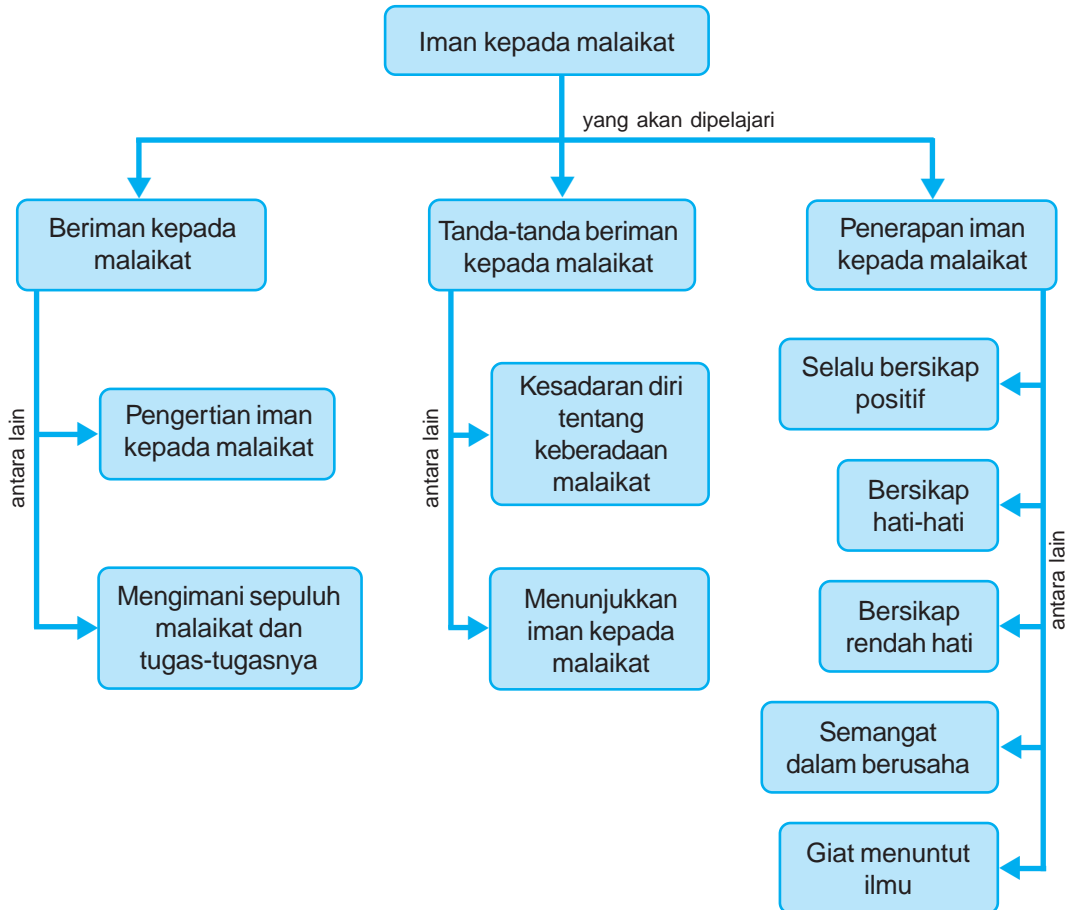 Iman kepada malaikat
yang akan dipelajari
Beriman kepada
malaikat
antara lain
Pengertian iman
kepada malaikat
Mengimani sepuluh
malaikat dan
tugas-tugasnya
Tanda-tanda beriman
kepada malaikat
antara lain
Kesadaran diri
tentang
keberadaan
malaikat
Menunjukkan
iman kepada
malaikat
Penerapan iman
kepada malaikat
antara lain
Selalu bersikap
positif
Bersikap
hati-hati
Bersikap
rendah hati
Semangat
dalam berusaha
Giat menuntut
ilmu